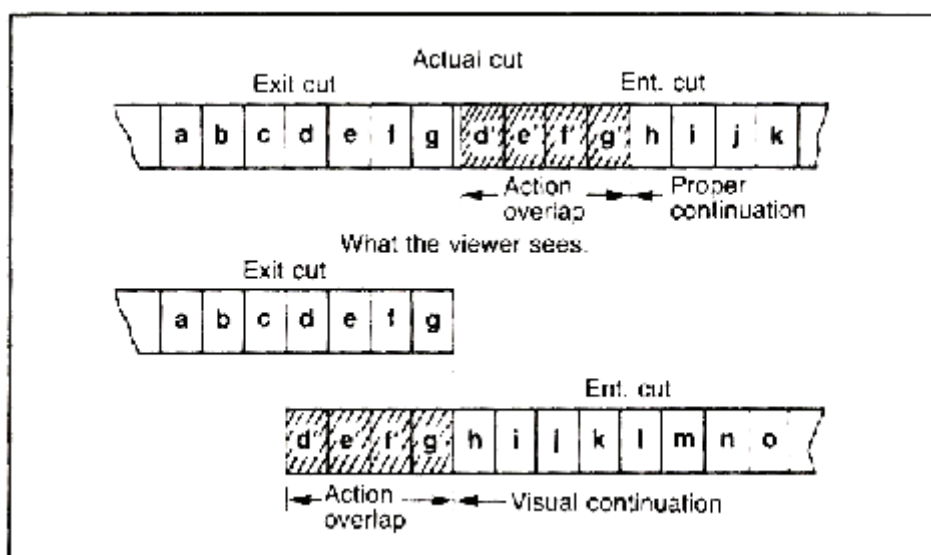 Actual cut
Exit cut Ent. cut
a b c d e f g d' e' f' g' h i j k
Action overlap
Proper continuation
What the viewer sees.
Exit cut
a b c d e f g
Ent. cut
d' e' f' g' h i j k l m n o
Action overlap
Visual continuation